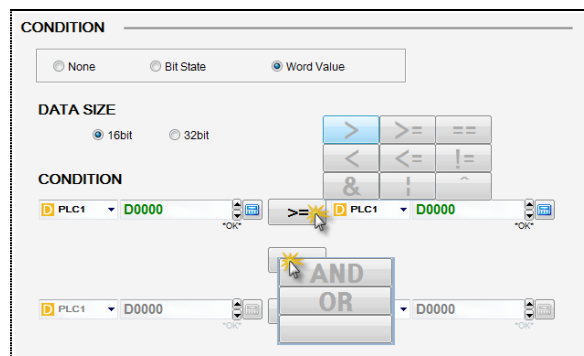 CONDITION
None Bit State Word Value
DATA SIZE
16bit 32bit
> >= ==
< <= !=
& ¦ ^
CONDITION
D PLC1 D0000 >= D PLC1 D0000
*OK* *OK*
AND
OR
D PLC1 D0000 D0000
*OK* *OK*